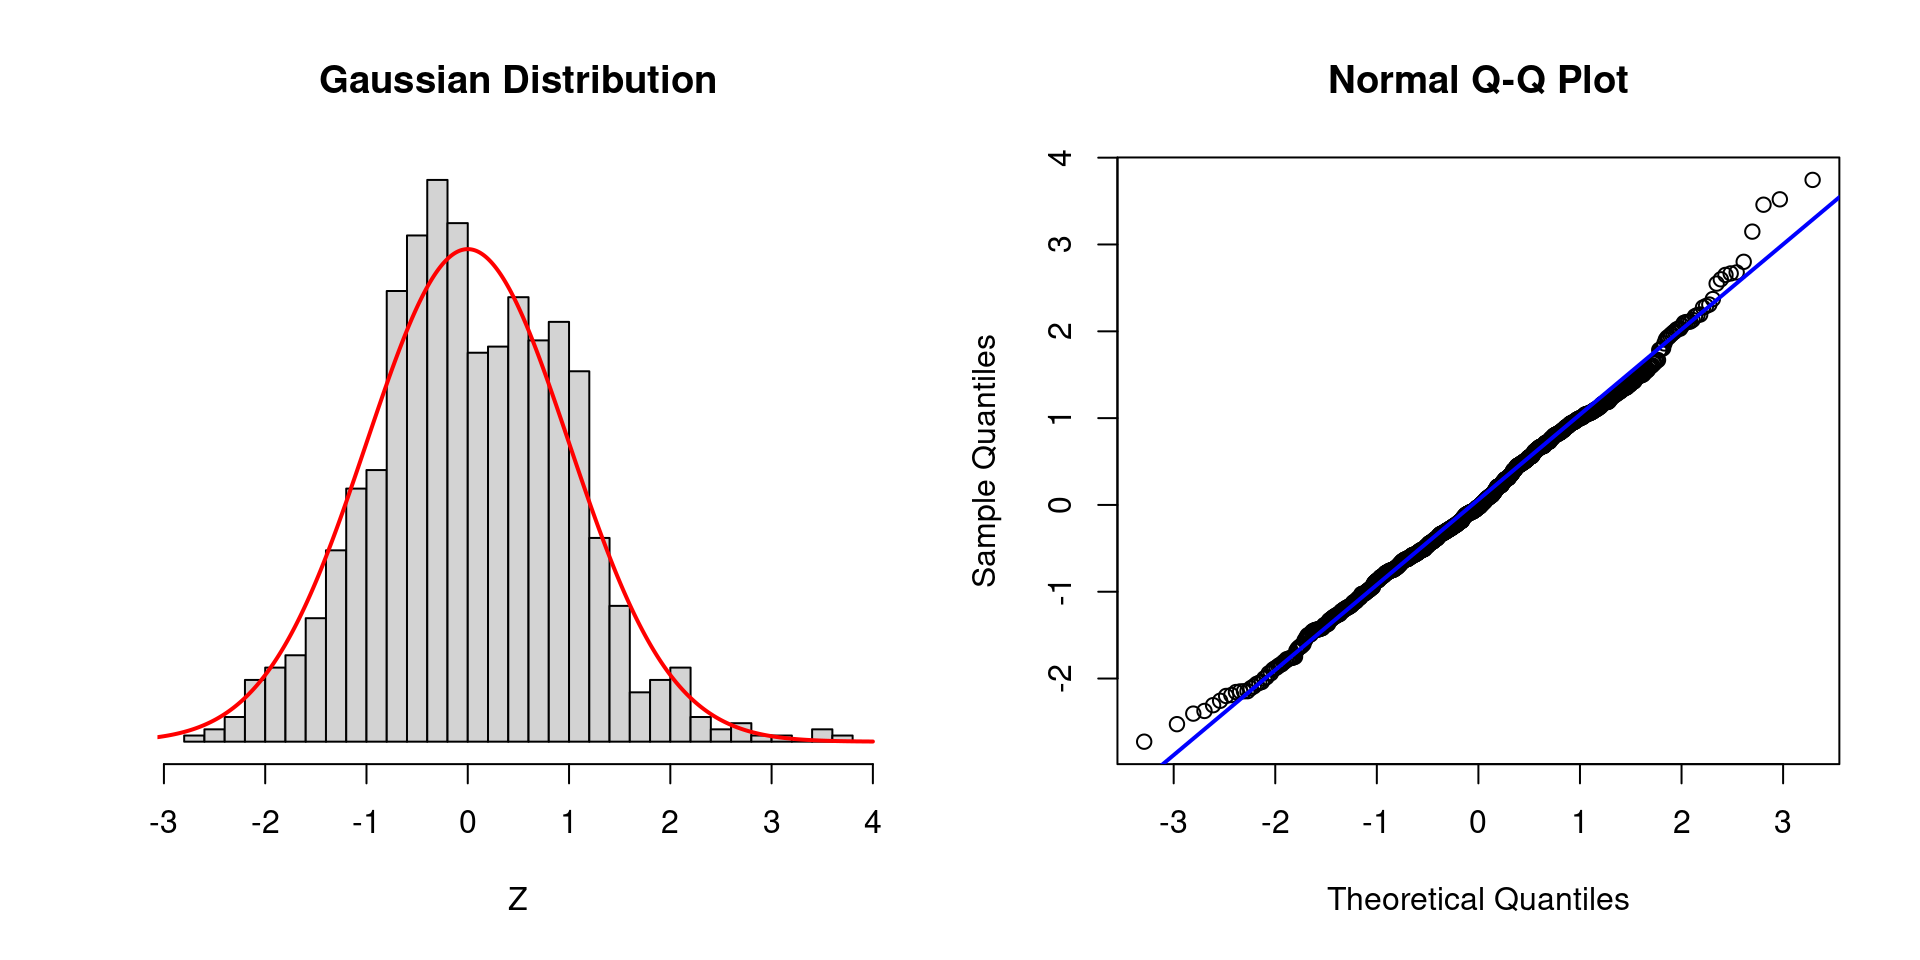 Gaussian Distribution
-3 -2 -1 0 1 2 3 4
Z
Normal Q-Q Plot
Sample Quantiles
-2 -1 0 1 2 3 4
-3 -2 -1 0 1 2 3
Theoretical Quantiles